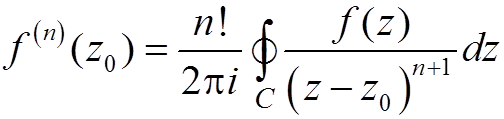 f^{(n)}(z_0) = \frac{n!}{2\pi i} \oint_C \frac{f(z)}{(z - z_0)^{n+1}} dz